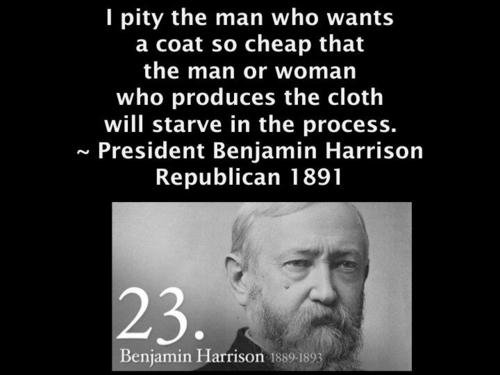 I pity the man who wants
a coat so cheap that
the man or woman
who produces the cloth
will starve in the process.
~ President Benjamin Harrison
Republican 1891
23.
Benjamin Harrison 1889-1893